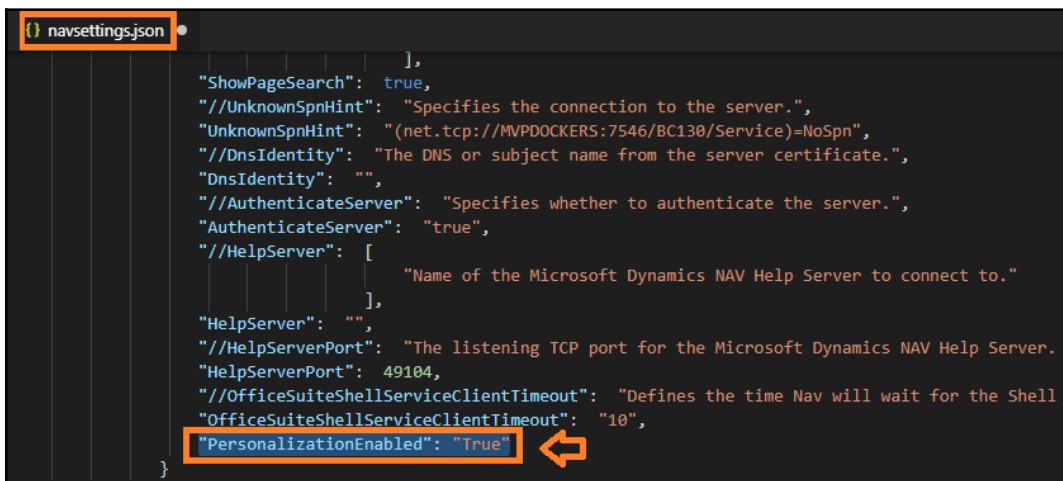 {} navsettings.json
],
"ShowPageSearch":  true,
"//UnknownSpnHint":  "Specifies the connection to the server.",
"UnknownSpnHint":  "(net.tcp://MVPDOCKERS:7546/BC130/Service)=NoSpn",
"//DnsIdentity":  "The DNS or subject name from the server certificate.",
"DnsIdentity":  "",
"//AuthenticateServer":  "Specifies whether to authenticate the server.",
"AuthenticateServer":  "true",
"//HelpServer":  [
"Name of the Microsoft Dynamics NAV Help Server to connect to."
],
"HelpServer":  "",
"//HelpServerPort":  "The listening TCP port for the Microsoft Dynamics NAV Help Server.
"HelpServerPort":  49104,
"//OfficeSuiteShellServiceClientTimeout":  "Defines the time Nav will wait for the Shell
"OfficeSuiteShellServiceClientTimeout":  "10",
"PersonalizationEnabled": "True"
}